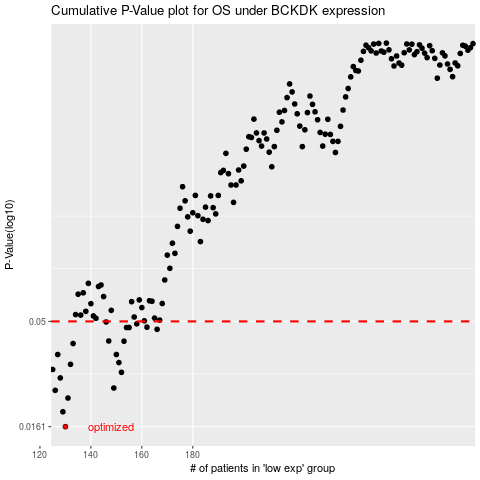 Cumulative P-Value plot for OS under BCKDK expression
P-Value(log10)
0.05
0.0161
optimized
120 140 160 180
# of patients in 'low exp' group